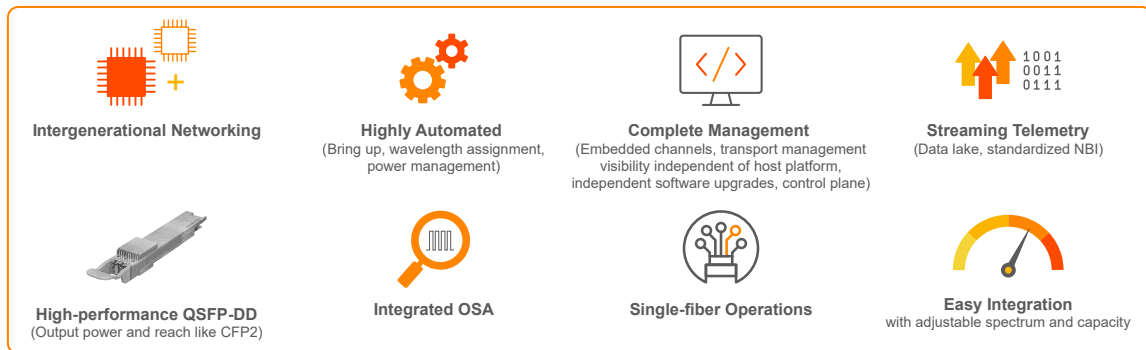 1001
0011
0111
Intergenerational Networking
Highly Automated
(Bring up, wavelength assignment,
power management)
Complete Management
(Embedded channels, transport management
visibility independent of host platform,
independent software upgrades, control plane)
Streaming Telemetry
(Data lake, standardized NBI)
High-performance QSFP-DD
(Output power and reach like CFP2)
Integrated OSA
Single-fiber Operations
Easy Integration
with adjustable spectrum and capacity